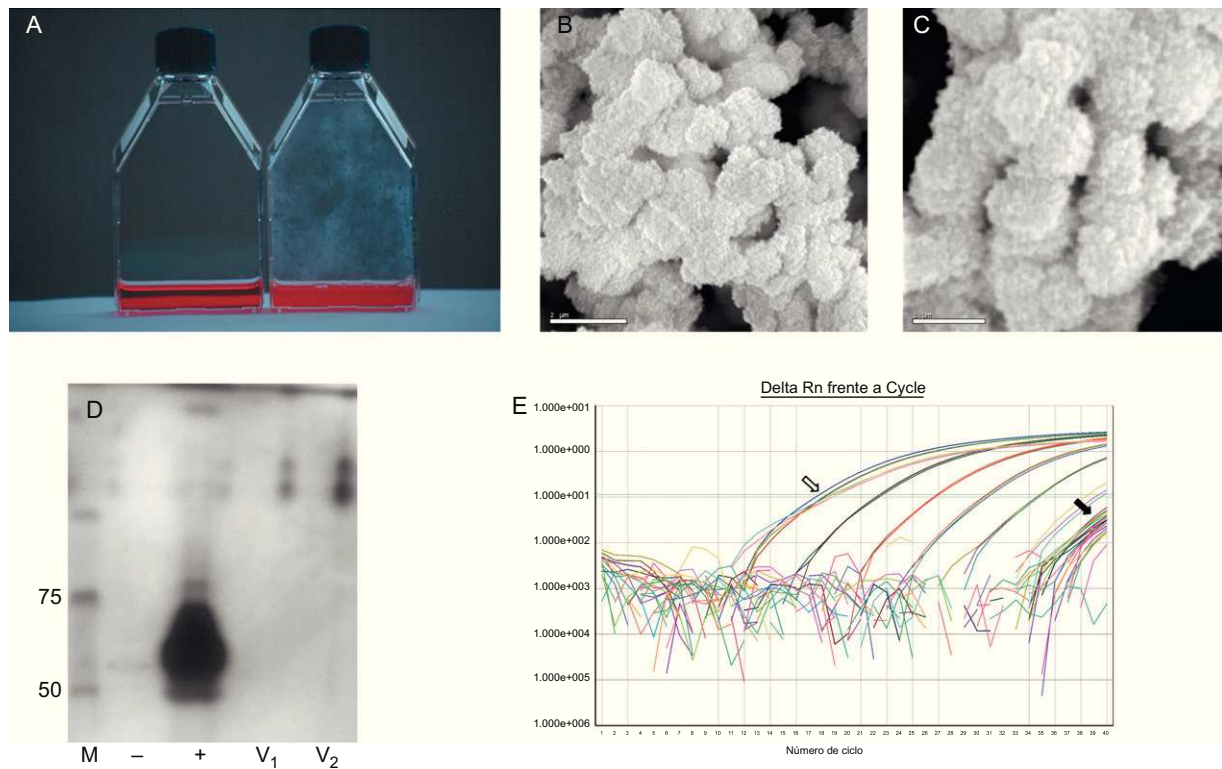 A
B
C
2 µm
1 µm
D
75
50
M – + V1 V2
E
Delta Rn frente a Cycle
1.000e+001
1.000e+000
1.000e+001
1.000e+002
1.000e+003
1.000e+004
1.000e+005
1.000e+006
1 2 3 4 5 6 7 8 9 10 11 12 13 14 15 16 17 18 19 20 21 22 23 24 25 26 27 28 29 30 31 32 33 34 35 36 37 38 39 40
Número de ciclo